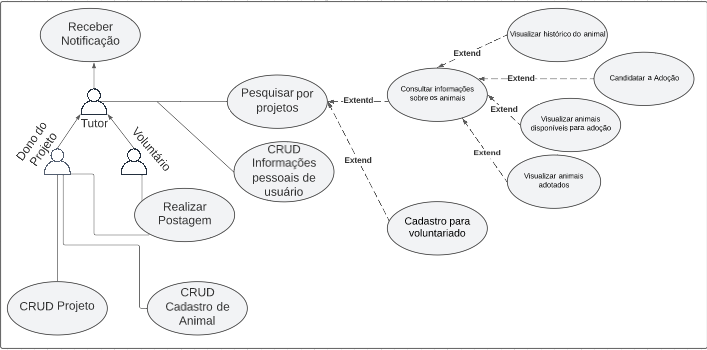 Receber
Notificação
Visualizar histórico do animal
Extend
Candidatar a Adoção
Extend
Consultar informações
sobre os animais
Pesquisar por
projetos
Extentd
Extend
Visualizar animais
disponíveis para adoção
Tutor
Dono do
Projeto
Voluntário
CRUD
Informações
pessoais de
usuário
Extend
Extend
Visualizar animais
adotados
Realizar
Postagem
Cadastro para
voluntariado
CRUD Projeto
CRUD
Cadastro de
Animal